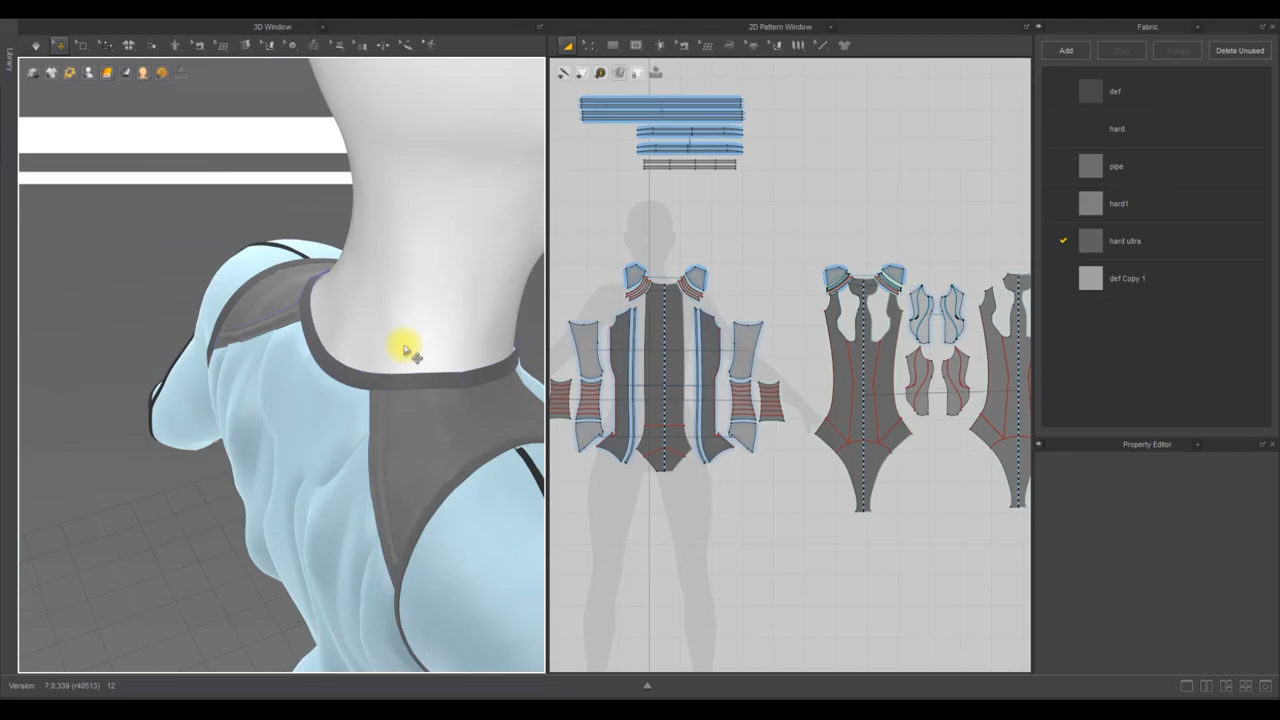 3D Window
2D Pattern Window
Fabric
Library
Add
Delete Unused
def
hard
pipe
hard1
hard ultra
def Copy 1
Property Editor
Version: 7.0.339 (r40513) 12